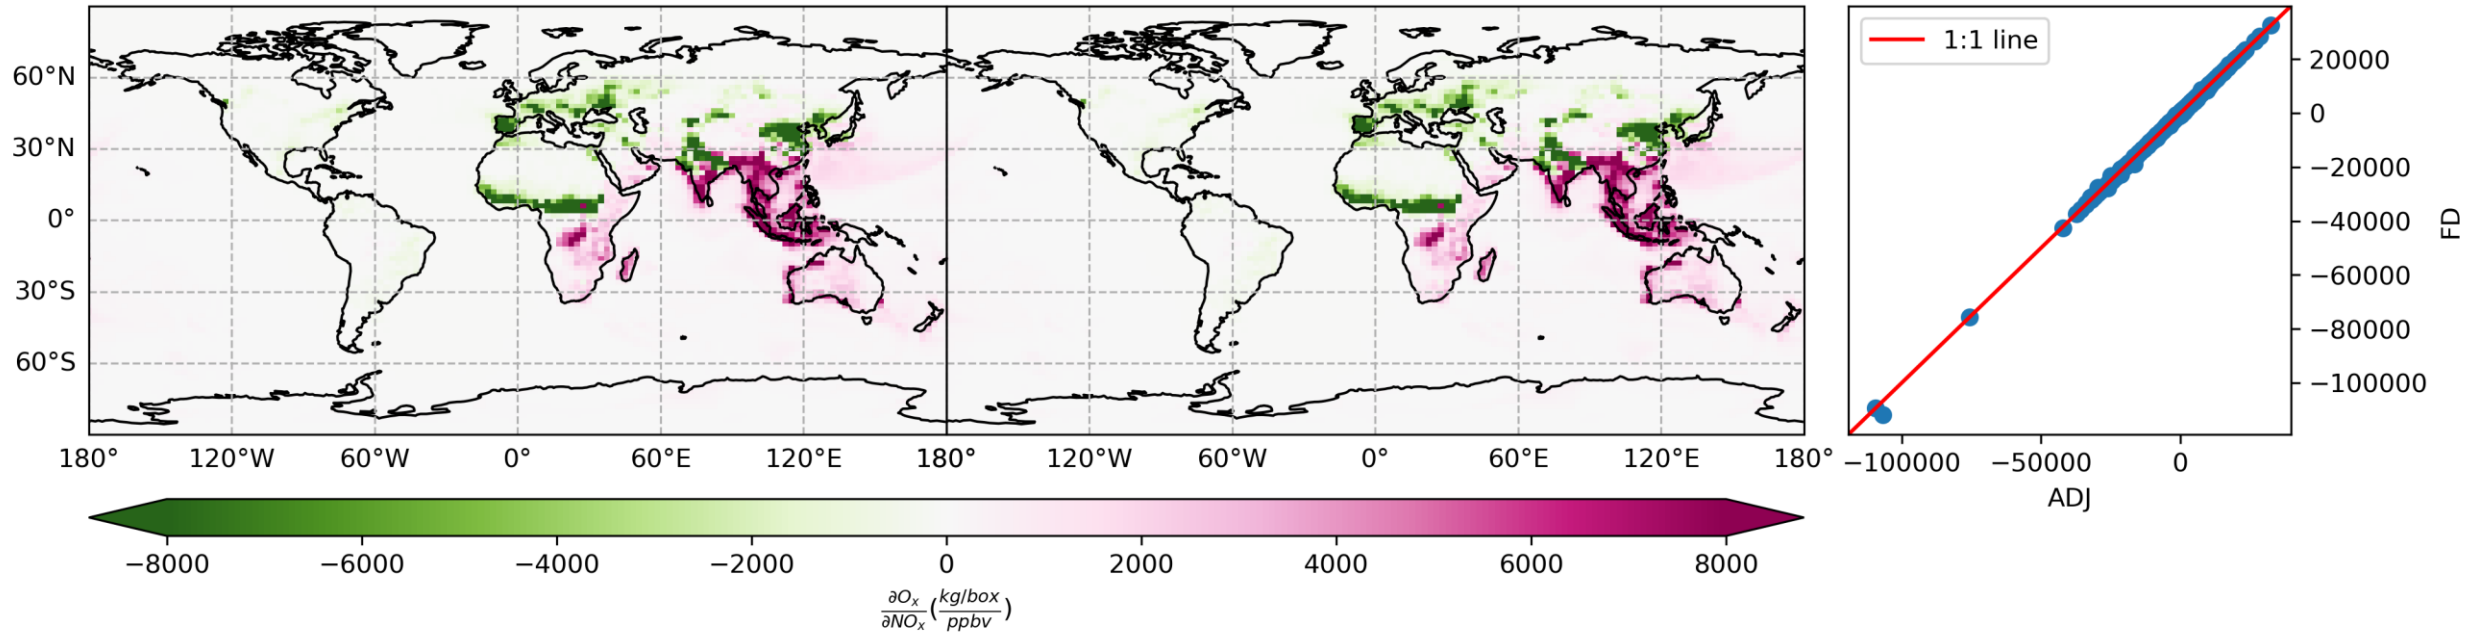 60°N
30°N
0°
30°S
60°S
180° 120°W 60°W 0° 60°E 120°E 180° 120°W 60°W 0° 60°E 120°E 180°
−8000 −6000 −4000 −2000 0 2000 4000 6000 8000
∂Oₓ/∂NOₓ (kg/box/ppbv)
1:1 line
20000
0
−20000
−40000
−60000
−80000
−100000
FD
−100000 −50000 0
ADJ